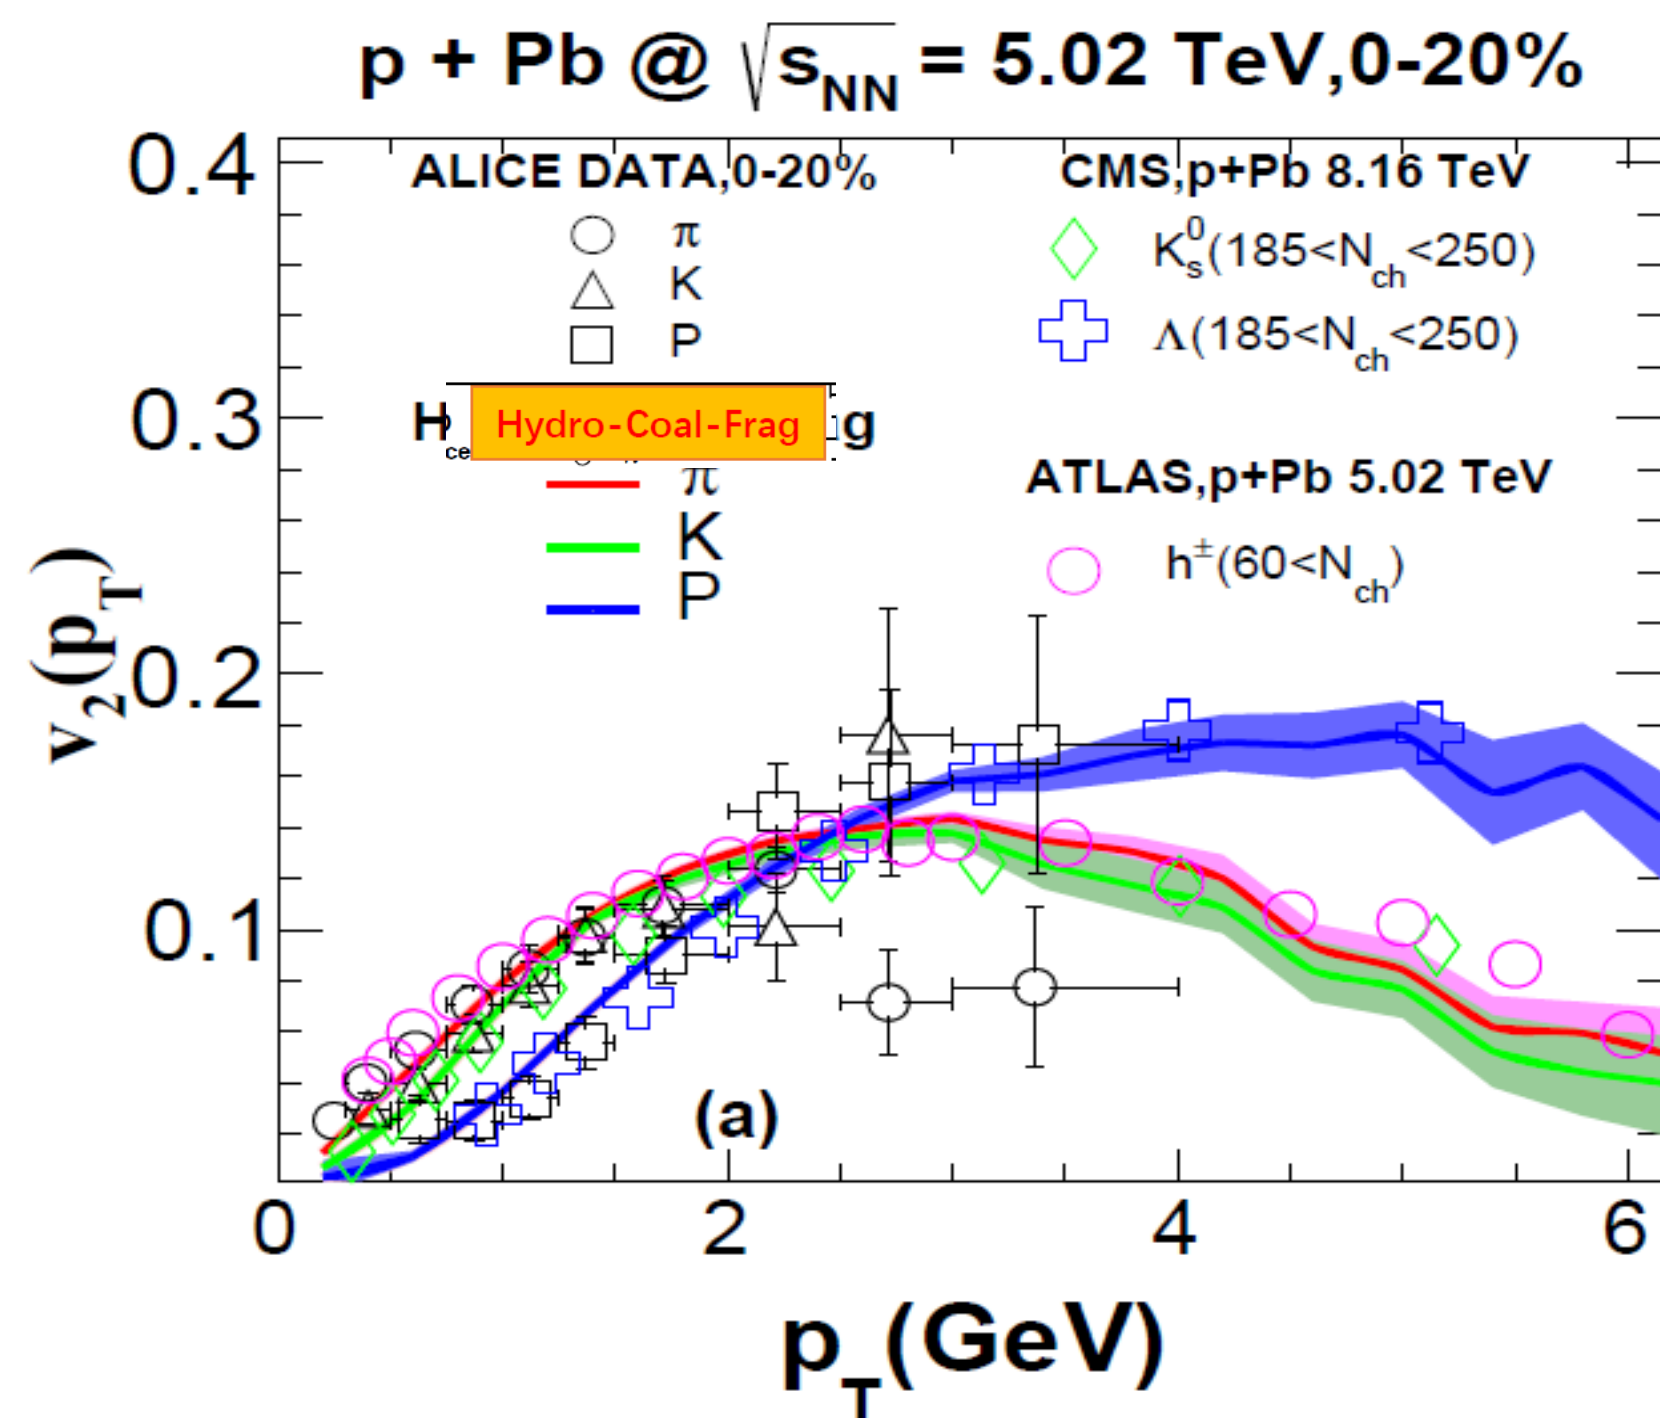 p + Pb @ √sNN = 5.02 TeV,0-20%
0.4
0.3
0.2
0.1
v2(pT)
ALICE DATA,0-20%
π
K
P
Hydro-Coal-Frag
π
K
P
CMS,p+Pb 8.16 TeV
K0s(185<Nch<250)
Λ(185<Nch<250)
ATLAS,p+Pb 5.02 TeV
h±(60<Nch)
(a)
0 2 4 6
pT(GeV)